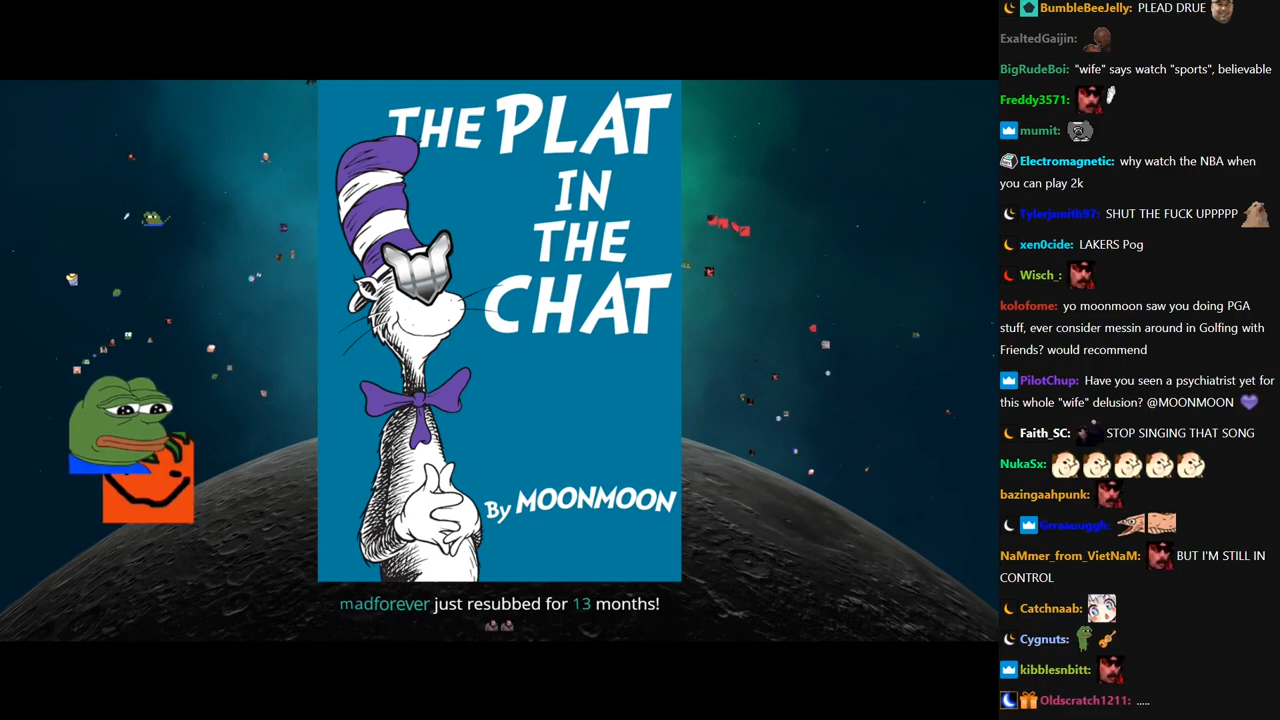 THE PLAT
IN
THE
CHAT
By MOONMOON
madforever just resubbed for 13 months!
BumbleBeeJelly: PLEAD DRUE
ExaltedGaijin:
BigRudeBoi: "wife" says watch "sports", believable
Freddy3571:
mumit:
Electromagnetic: why watch the NBA when
you can play 2k
Tylerjsmith97: SHUT THE FUCK UPPPPP
xen0cide: LAKERS Pog
Wisch_:
kolofome: yo moonmoon saw you doing PGA
stuff, ever consider messin around in Golfing with
Friends? would recommend
PilotChup: Have you seen a psychiatrist yet for
this whole "wife" delusion? @MOONMOON
Faith_SC: STOP SINGING THAT SONG
NukaSx:
bazingaahpunk:
Grraauuggh:
NaMmer_from_VietNaM: BUT I'M STILL IN
CONTROL
Catchnaab:
Cygnuts:
kibblesnbitt:
Oldscratch1211: .....